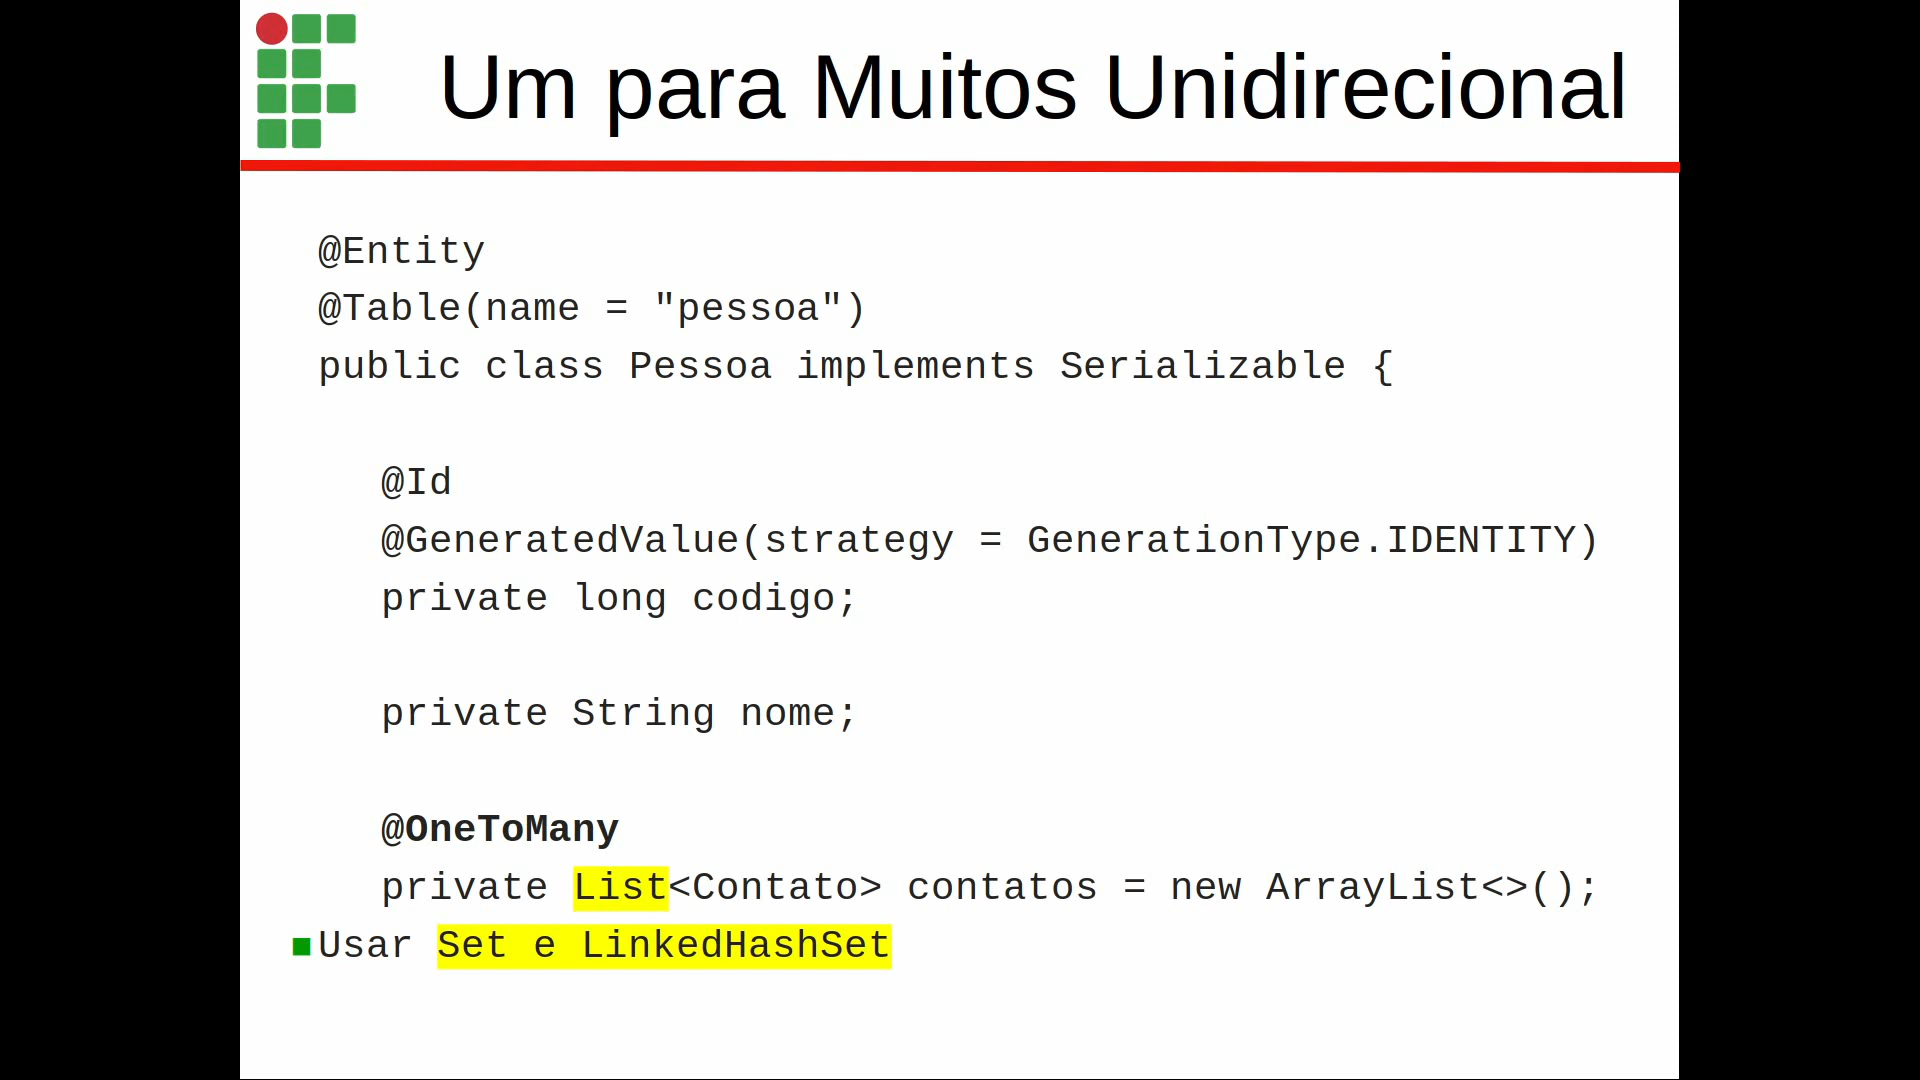 Um para Muitos Unidirecional
@Entity
@Table(name = "pessoa")
public class Pessoa implements Serializable {
@Id
@GeneratedValue(strategy = GenerationType.IDENTITY)
private long codigo;
private String nome;
@OneToMany
private List<Contato> contatos = new ArrayList<>();
Usar Set e LinkedHashSet